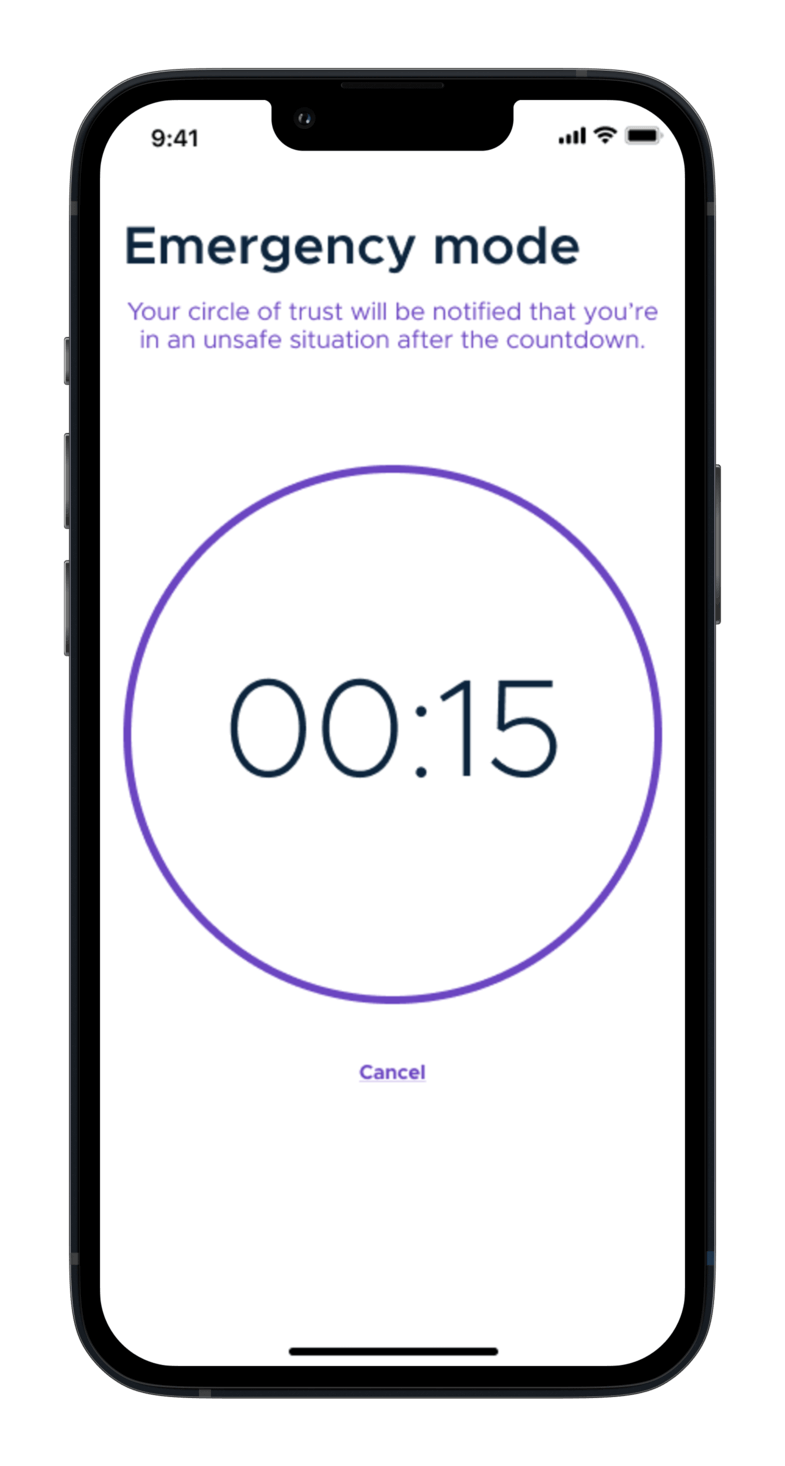 9:41
Emergency mode
Your circle of trust will be notified that you’re
in an unsafe situation after the countdown.
00:15
Cancel